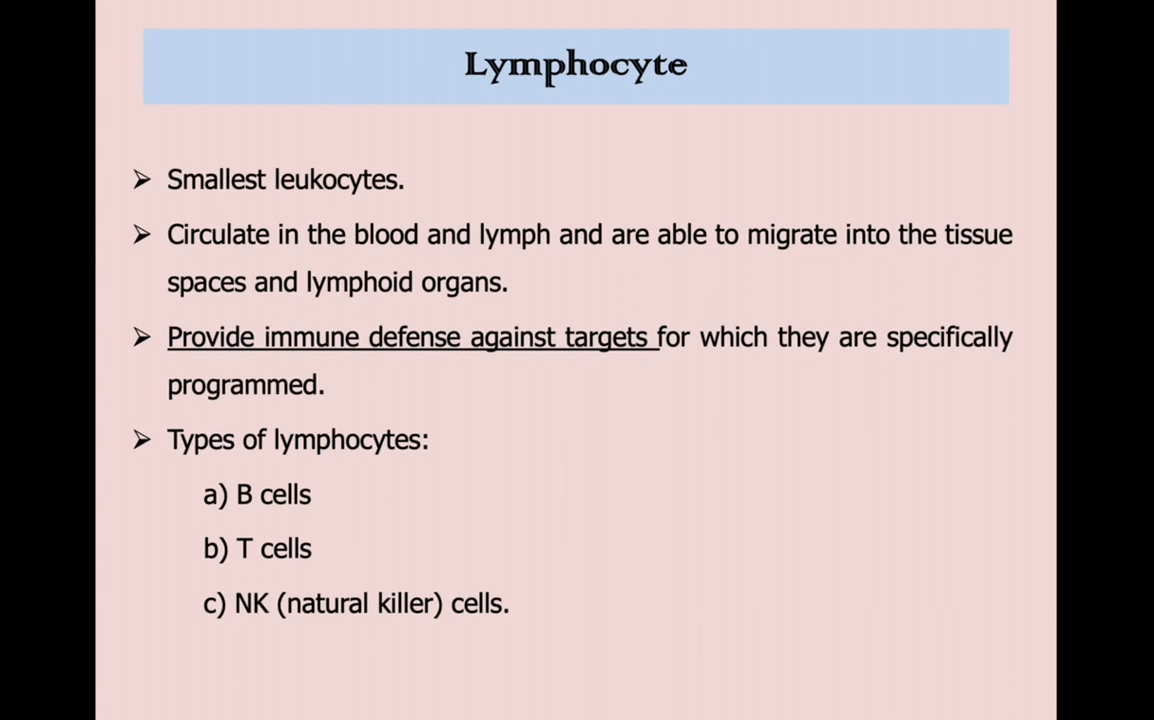 Lymphocyte
➢ Smallest leukocytes.
➢ Circulate in the blood and lymph and are able to migrate into the tissue
spaces and lymphoid organs.
➢ Provide immune defense against targets for which they are specifically
programmed.
➢ Types of lymphocytes:
a) B cells
b) T cells
c) NK (natural killer) cells.